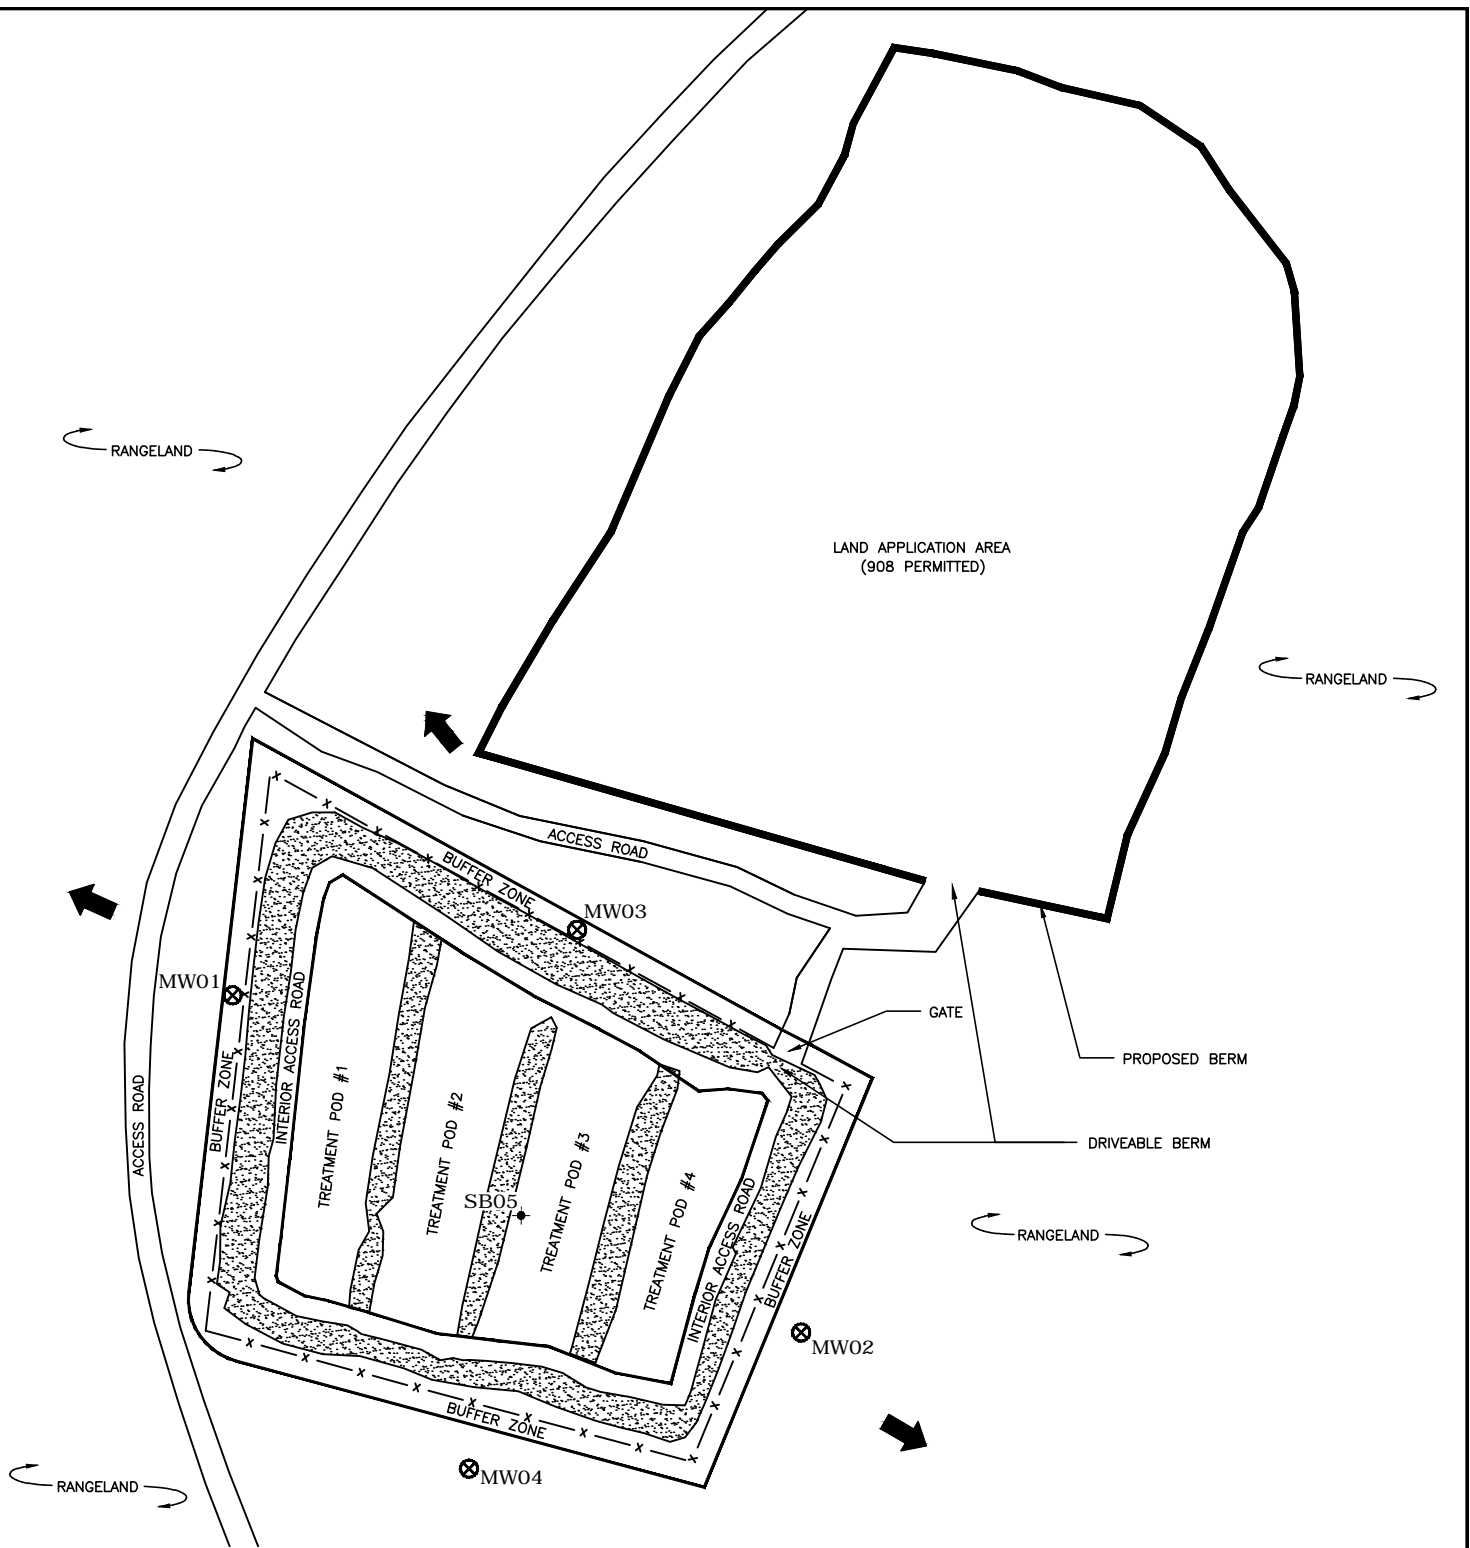 RANGELAND
LAND APPLICATION AREA
(908 PERMITTED)
RANGELAND
ACCESS ROAD
BUFFER ZONE
MW03
MW01
GATE
PROPOSED BERM
DRIVEABLE BERM
ACCESS ROAD
BUFFER ZONE
INTERIOR ACCESS ROAD
TREATMENT POD #1
TREATMENT POD #2
TREATMENT POD #3
TREATMENT POD #4
SB05
INTERIOR ACCESS ROAD
BUFFER ZONE
RANGELAND
MW02
BUFFER ZONE
MW04
RANGELAND